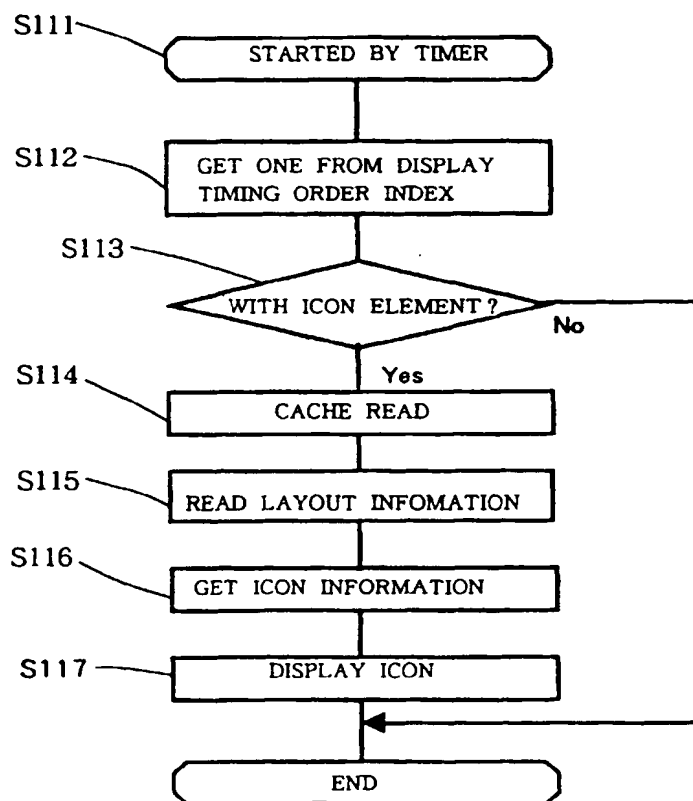 S111
STARTED BY TIMER
S112
GET ONE FROM DISPLAY
TIMING ORDER INDEX
S113
WITH ICON ELEMENT?
No
Yes
S114
CACHE READ
S115
READ LAYOUT INFOMATION
S116
GET ICON INFORMATION
S117
DISPLAY ICON
END